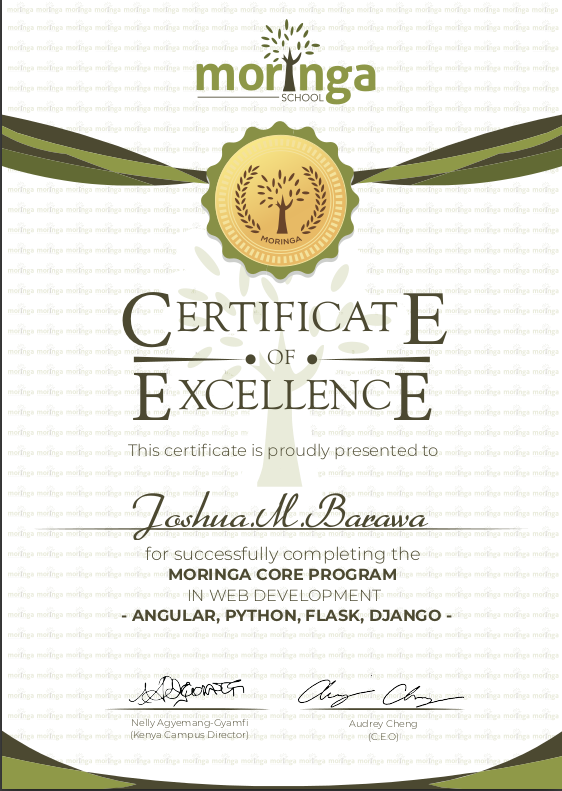 moringa
SCHOOL
MORINGA
CERTIFICATE
OF
EXCELLENCE
This certificate is proudly presented to
Joshua.M.Barawa
for successfully completing the
MORINGA CORE PROGRAM
IN WEB DEVELOPMENT
- ANGULAR, PYTHON, FLASK, DJANGO -
Nelly Agyemang-Gyamfi
(Kenya Campus Director)
Audrey Cheng
(C.E.O)